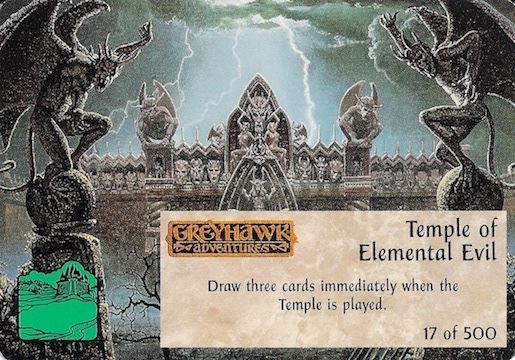 GREYHAWK
ADVENTURES
Temple of
Elemental Evil
Draw three cards immediately when the
Temple is played.
17 of 500